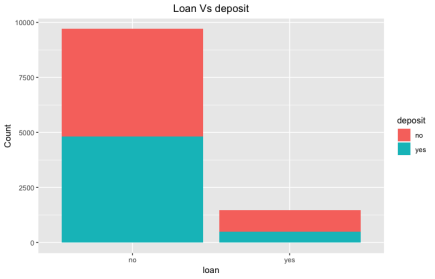 Loan Vs deposit
Count
10000
7500
5000
2500
0
no
yes
loan
deposit
no
yes